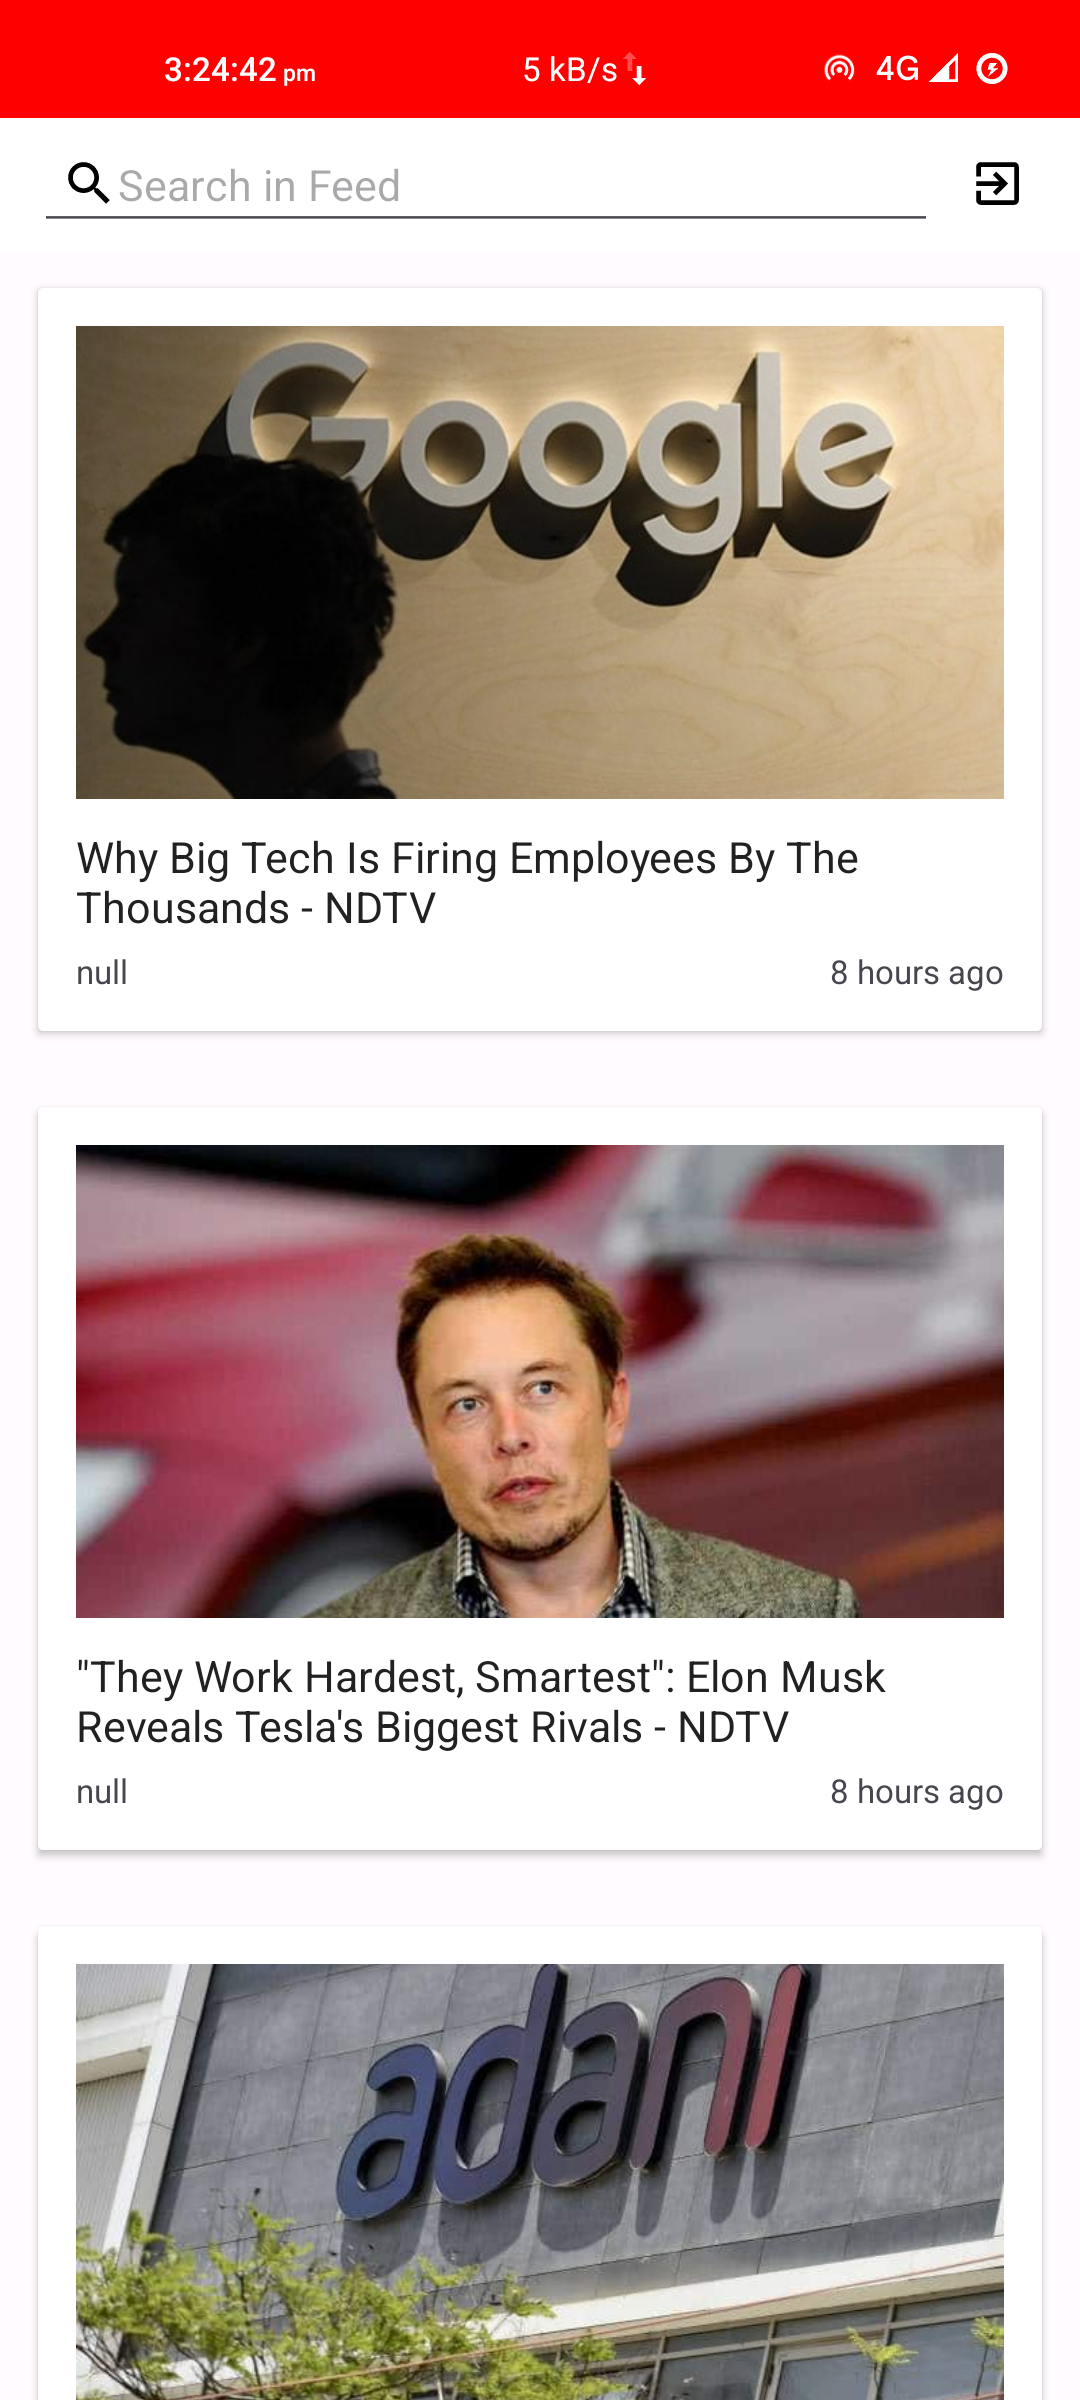 3:24:42 pm 5 kB/s 4G
Search in Feed
Google
Why Big Tech Is Firing Employees By The
Thousands - NDTV
null 8 hours ago
"They Work Hardest, Smartest": Elon Musk
Reveals Tesla's Biggest Rivals - NDTV
null 8 hours ago
adani